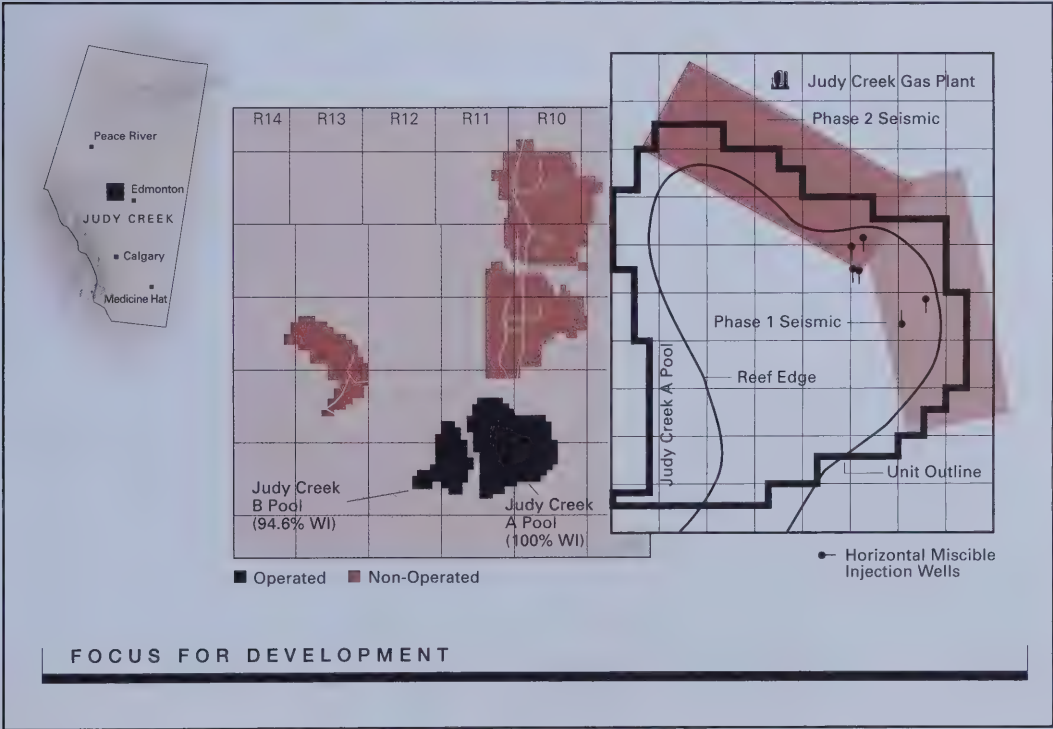 Peace River
Edmonton
JUDY CREEK
Calgary
Medicine Hat
R14 R13 R12 R11 R10
Judy Creek
B Pool
(94.6% WI)
Judy Creek
A Pool
(100% WI)
Operated
Non-Operated
Judy Creek Gas Plant
Phase 2 Seismic
Phase 1 Seismic
Reef Edge
Judy Creek A Pool
Unit Outline
Horizontal Miscible
Injection Wells
FOCUS FOR DEVELOPMENT